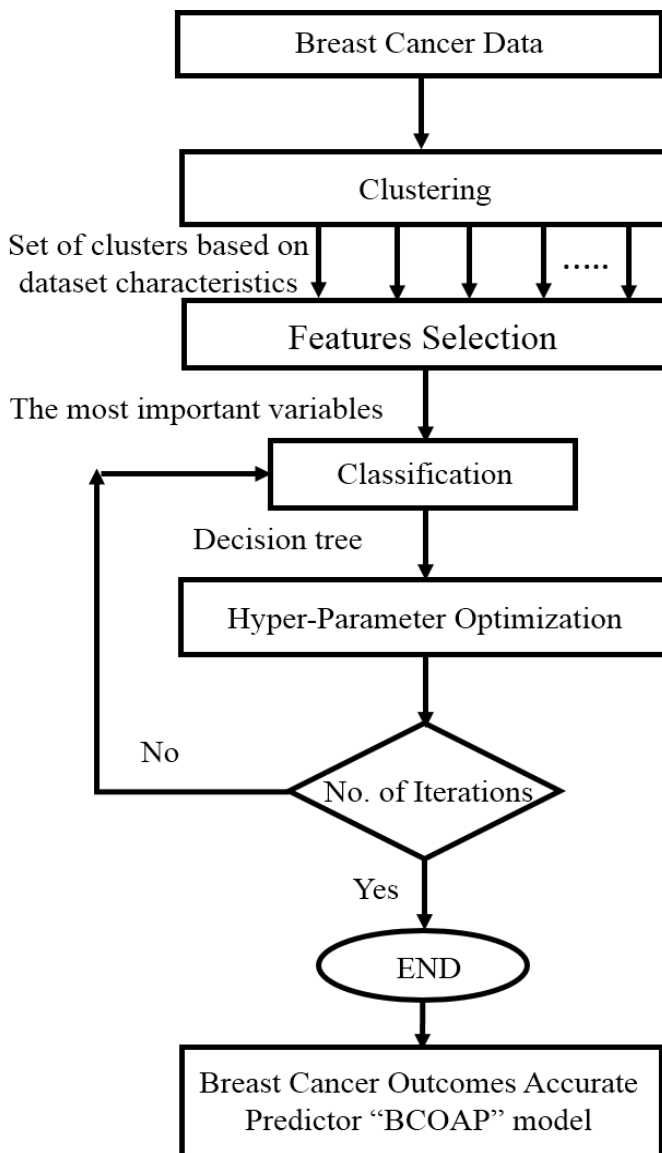 Breast Cancer Data
Clustering
Set of clusters based on
dataset characteristics
.....
Features Selection
The most important variables
Classification
Decision tree
Hyper-Parameter Optimization
No
No. of Iterations
Yes
END
Breast Cancer Outcomes Accurate
Predictor “BCOAP” model